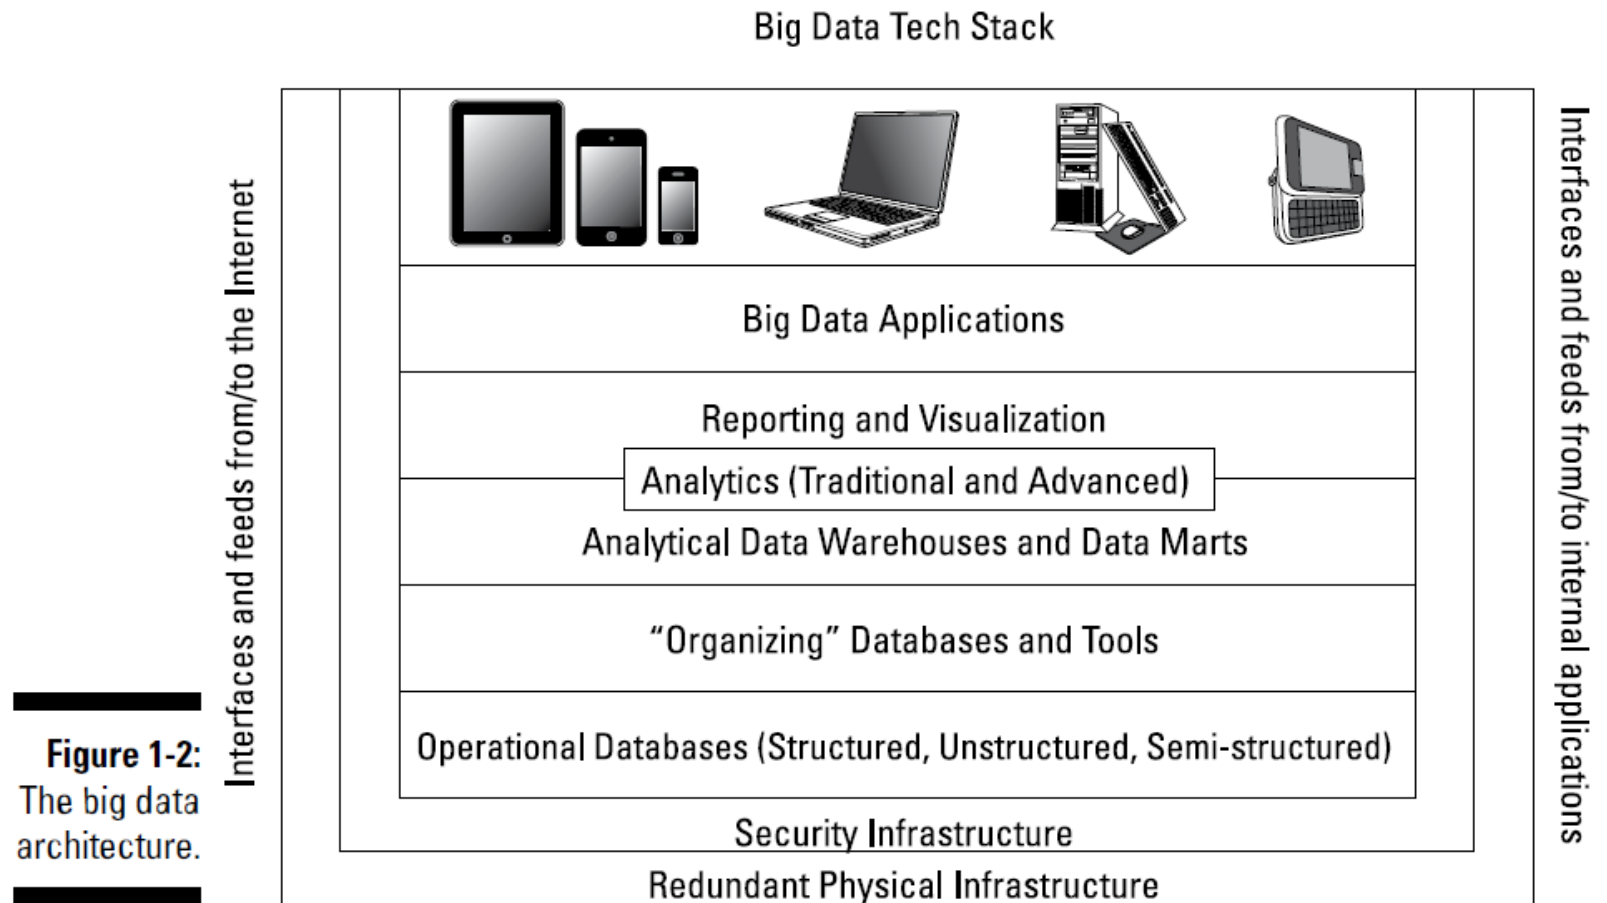 Big Data Tech Stack
Interfaces and feeds from/to the Internet
Interfaces and feeds from/to internal applications
Big Data Applications
Reporting and Visualization
Analytics (Traditional and Advanced)
Analytical Data Warehouses and Data Marts
“Organizing” Databases and Tools
Operational Databases (Structured, Unstructured, Semi-structured)
Security Infrastructure
Redundant Physical Infrastructure
Figure 1-2:
The big data
architecture.